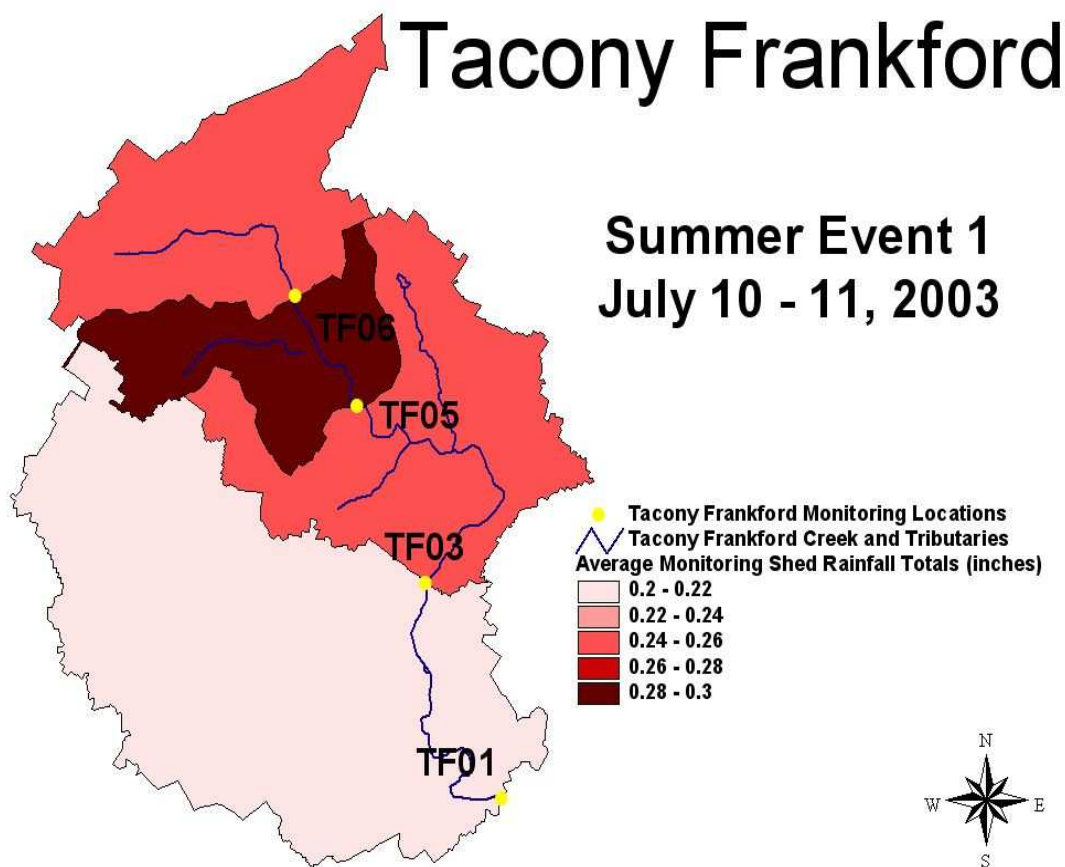 Tacony Frankford
Summer Event 1
July 10 - 11, 2003
TF06
TF05
TF03
TF01
Tacony Frankford Monitoring Locations
Tacony Frankford Creek and Tributaries
Average Monitoring Shed Rainfall Totals (inches)
0.2 - 0.22
0.22 - 0.24
0.24 - 0.26
0.26 - 0.28
0.28 - 0.3
N
W E
S